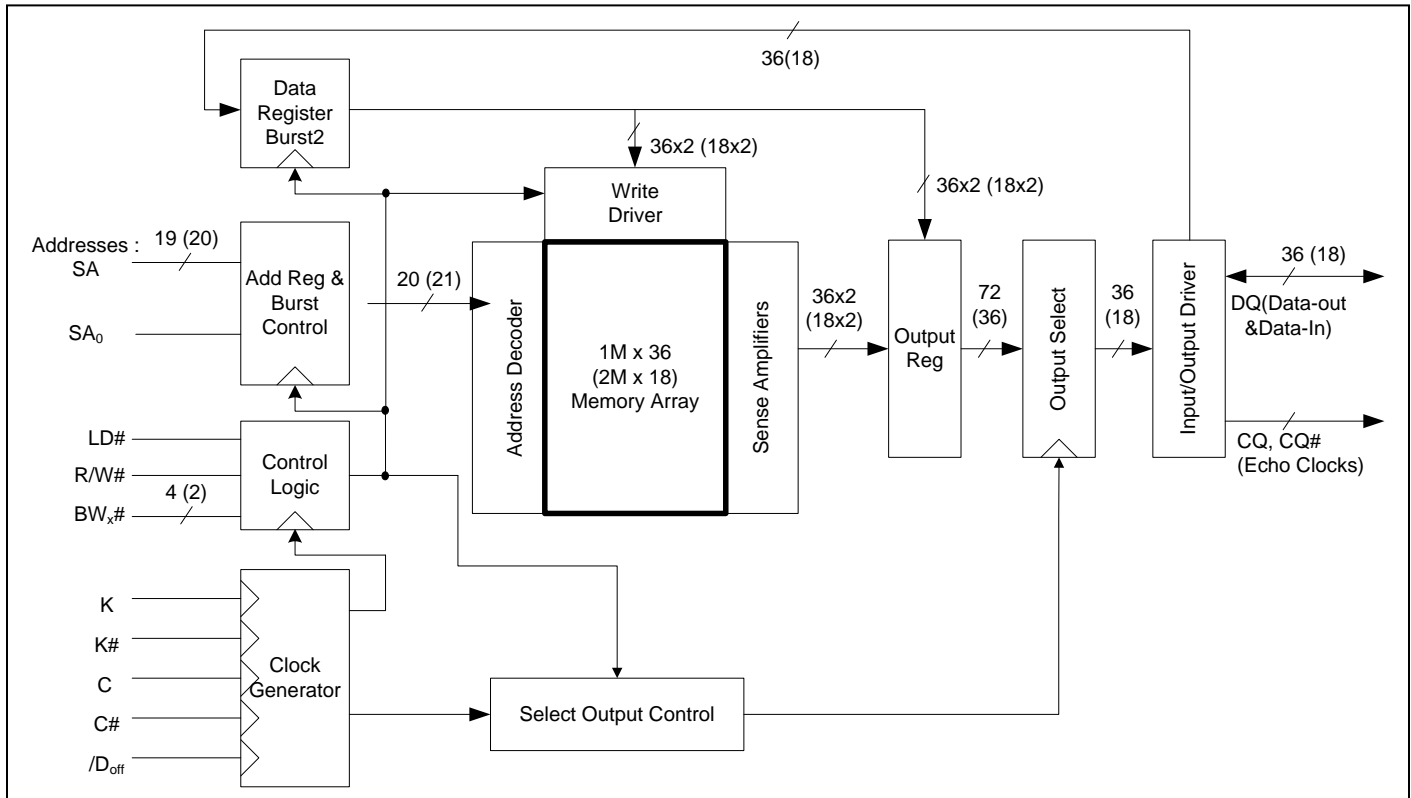 36(18)
Data
Register
Burst2
36x2 (18x2)
36x2 (18x2)
Write
Driver
Addresses :
SA
19 (20)
SA₀
Add Reg &
Burst
Control
20 (21)
Address Decoder
1M x 36
(2M x 18)
Memory Array
Sense Amplifiers
36x2
(18x2)
Output
Reg
72
(36)
Output Select
36
(18)
Input/Output Driver
36 (18)
DQ(Data-out
&Data-In)
CQ, CQ#
(Echo Clocks)
LD#
R/W#
4 (2)
BWₓ#
Control
Logic
K
K#
C
C#
/Doff
Clock
Generator
Select Output Control